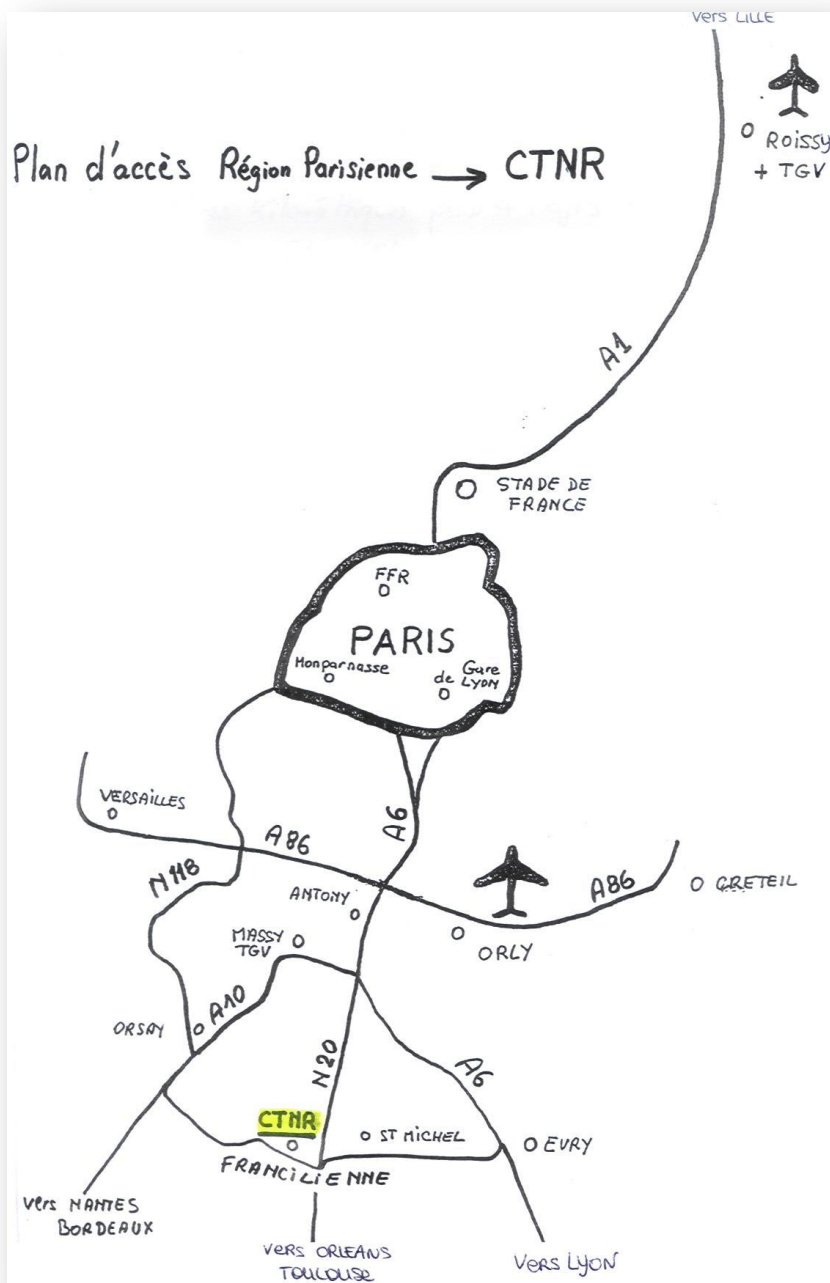 vers LILLE
ROISSY
+ TGV
Plan d'accès Région Parisienne → CTNR
A1
STADE DE
FRANCE
FFR
PARIS
Monparnasse
Gare
de LYON
VERSAILLES
A6
A86
N118
A86
CRETEIL
ANTONY
MASSY
TGV
ORLY
A10
ORSAY
N20
A6
CTNR
ST MICHEL
EVRY
FRANCILIENNE
vers NANTES
BORDEAUX
VERS ORLEANS
TOULOUSE
VERS LYON